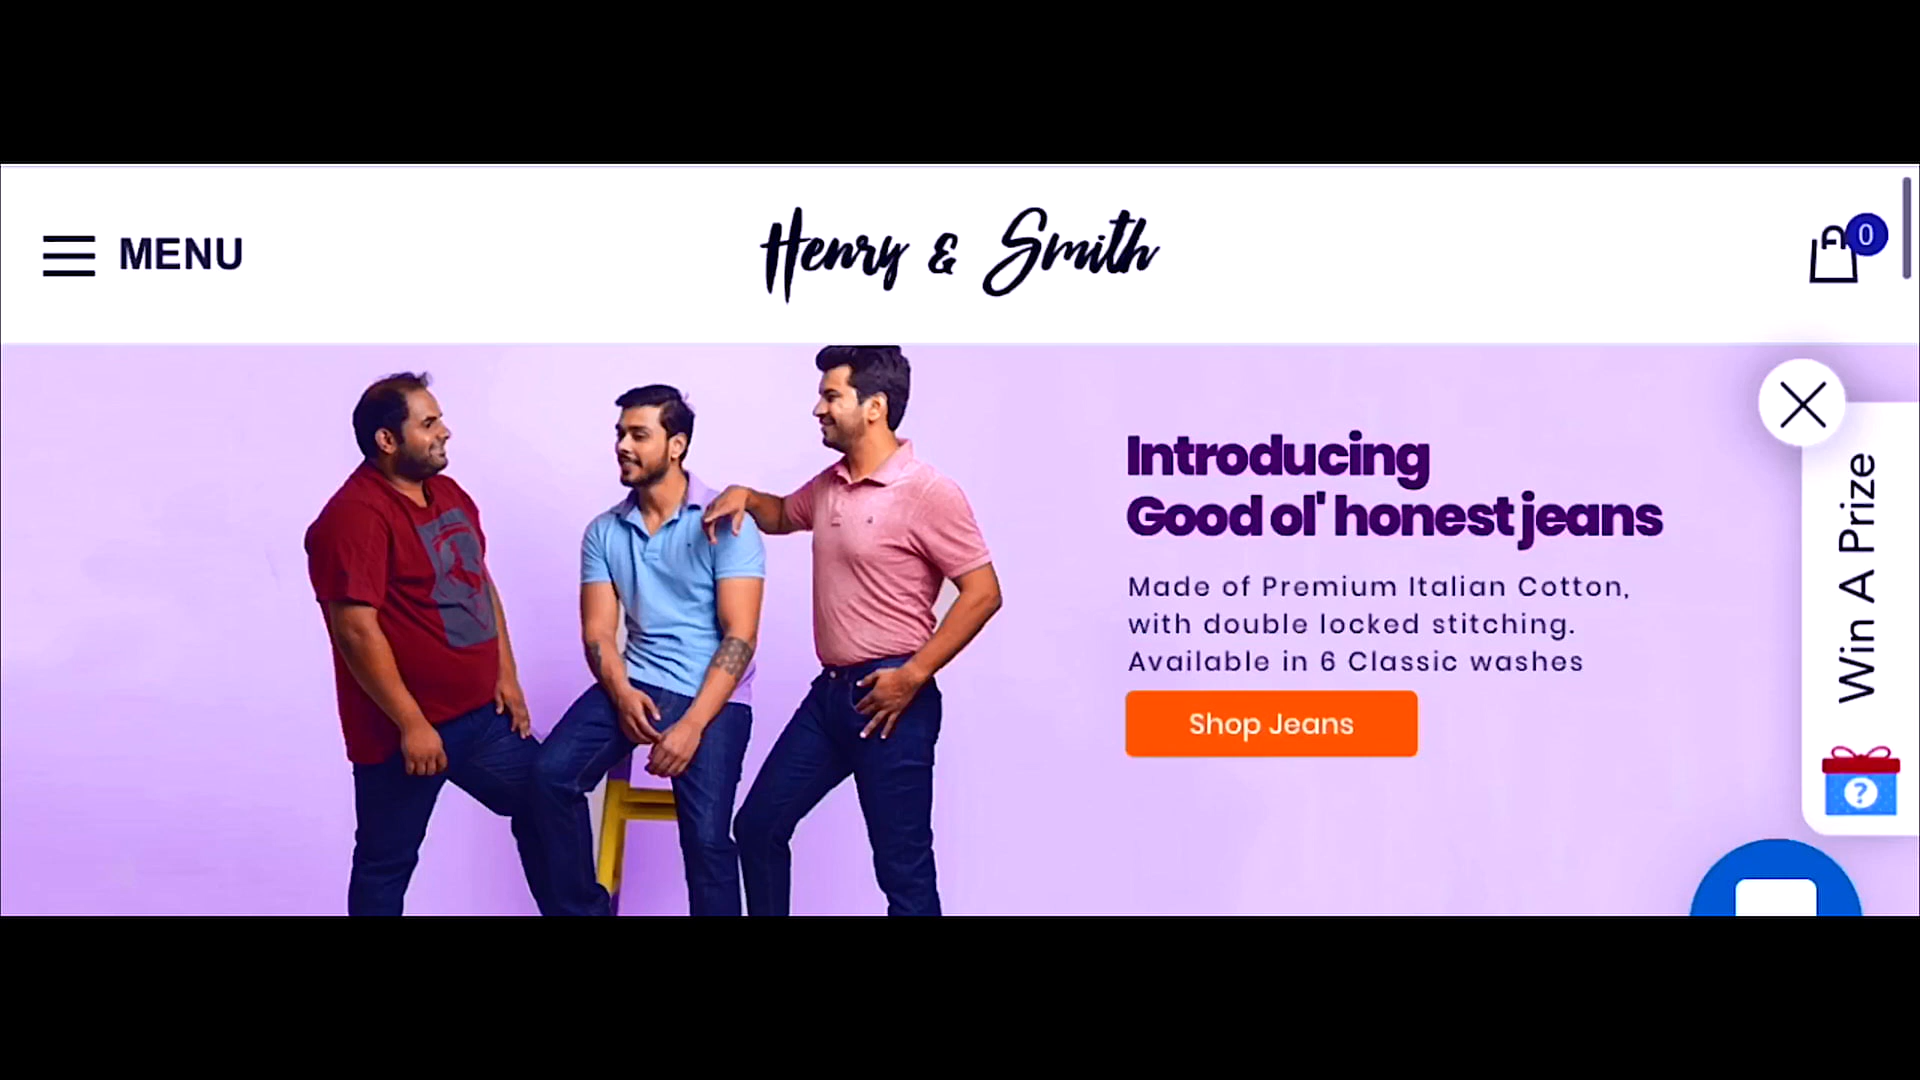 MENU
Henry & Smith
0
Introducing
Good ol' honest jeans
Made of Premium Italian Cotton,
with double locked stitching.
Available in 6 Classic washes
Shop Jeans
Win A Prize
?